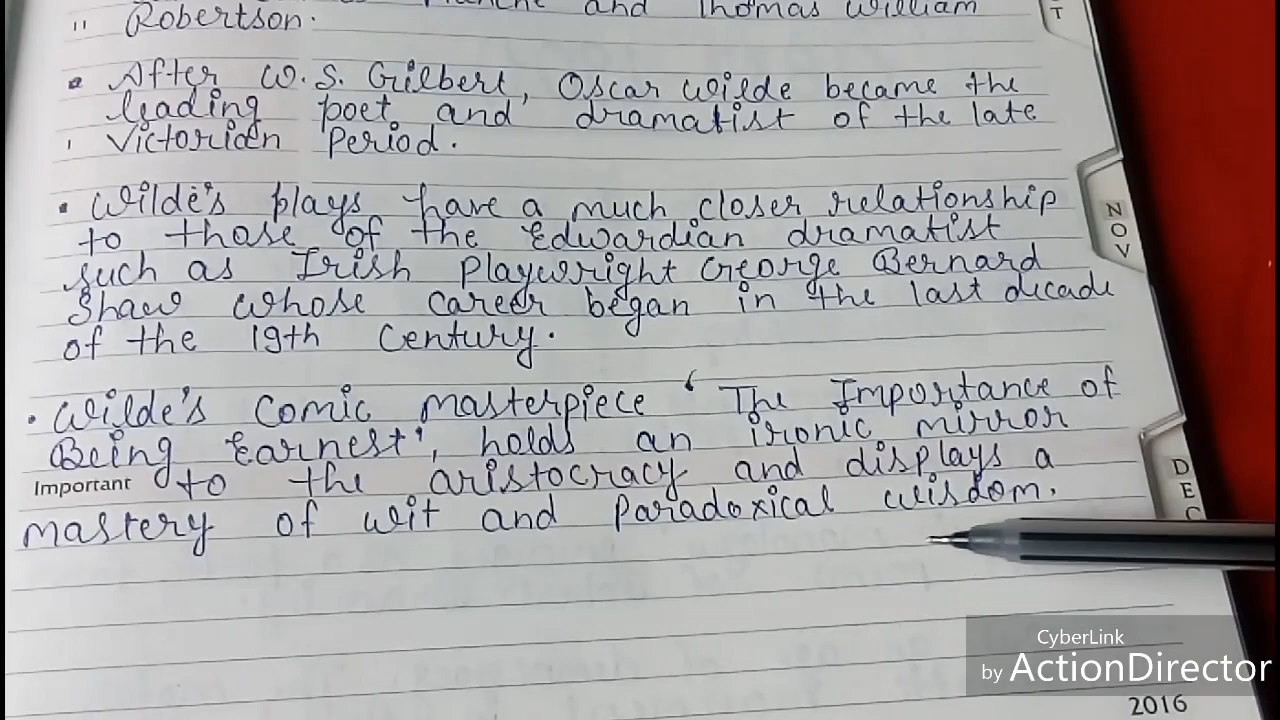 and Thomas William
" Robertson.
• After W. S. Gilbert, Oscar Wilde became the
leading poet and dramatist of the late
Victorian Period.
• Wilde's plays have a much closer relationship
to those of the Edwardian dramatist
such as Irish Playwright George Bernard
Shaw whose career began in the last decade
of the 19th Century.
• Wilde's Comic masterpiece ' The Importance of
Being Earnest', holds an ironic mirror
Important to the aristocracy and displays a
mastery of wit and Paradoxical wisdom.
T
NOV
DEC
CyberLink
by ActionDirector
2016